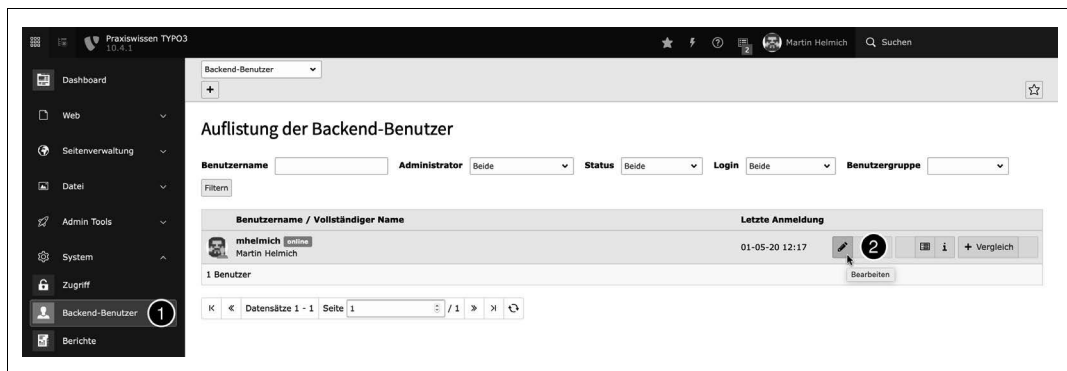 Praxiswissen TYPO3
10.4.1
2
Martin Helmich
Suchen
Dashboard
Web
Seitenverwaltung
Datei
Admin Tools
System
Zugriff
Backend-Benutzer 1
Berichte
Backend-Benutzer
+
Auflistung der Backend-Benutzer
Benutzername Administrator Beide Status Beide Login Beide Benutzergruppe
Filtern
Benutzername / Vollständiger Name Letzte Anmeldung
mhelmich online
Martin Helmich 01-05-20 12:17 2 i + Vergleich
Bearbeiten
1 Benutzer
Datensätze 1 - 1 Seite 1 / 1